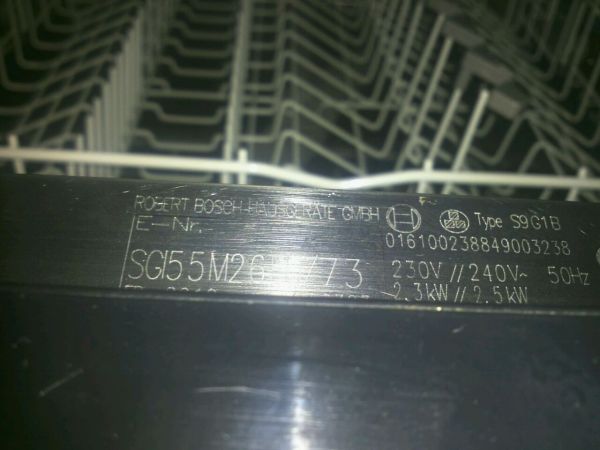 ROBERT BOSCH HAUSGERÄTE GMBH
Type S9G1B
E-Nr.
016100238849003238
230V // 240V~ 50Hz
2.3kW // 2.5kW